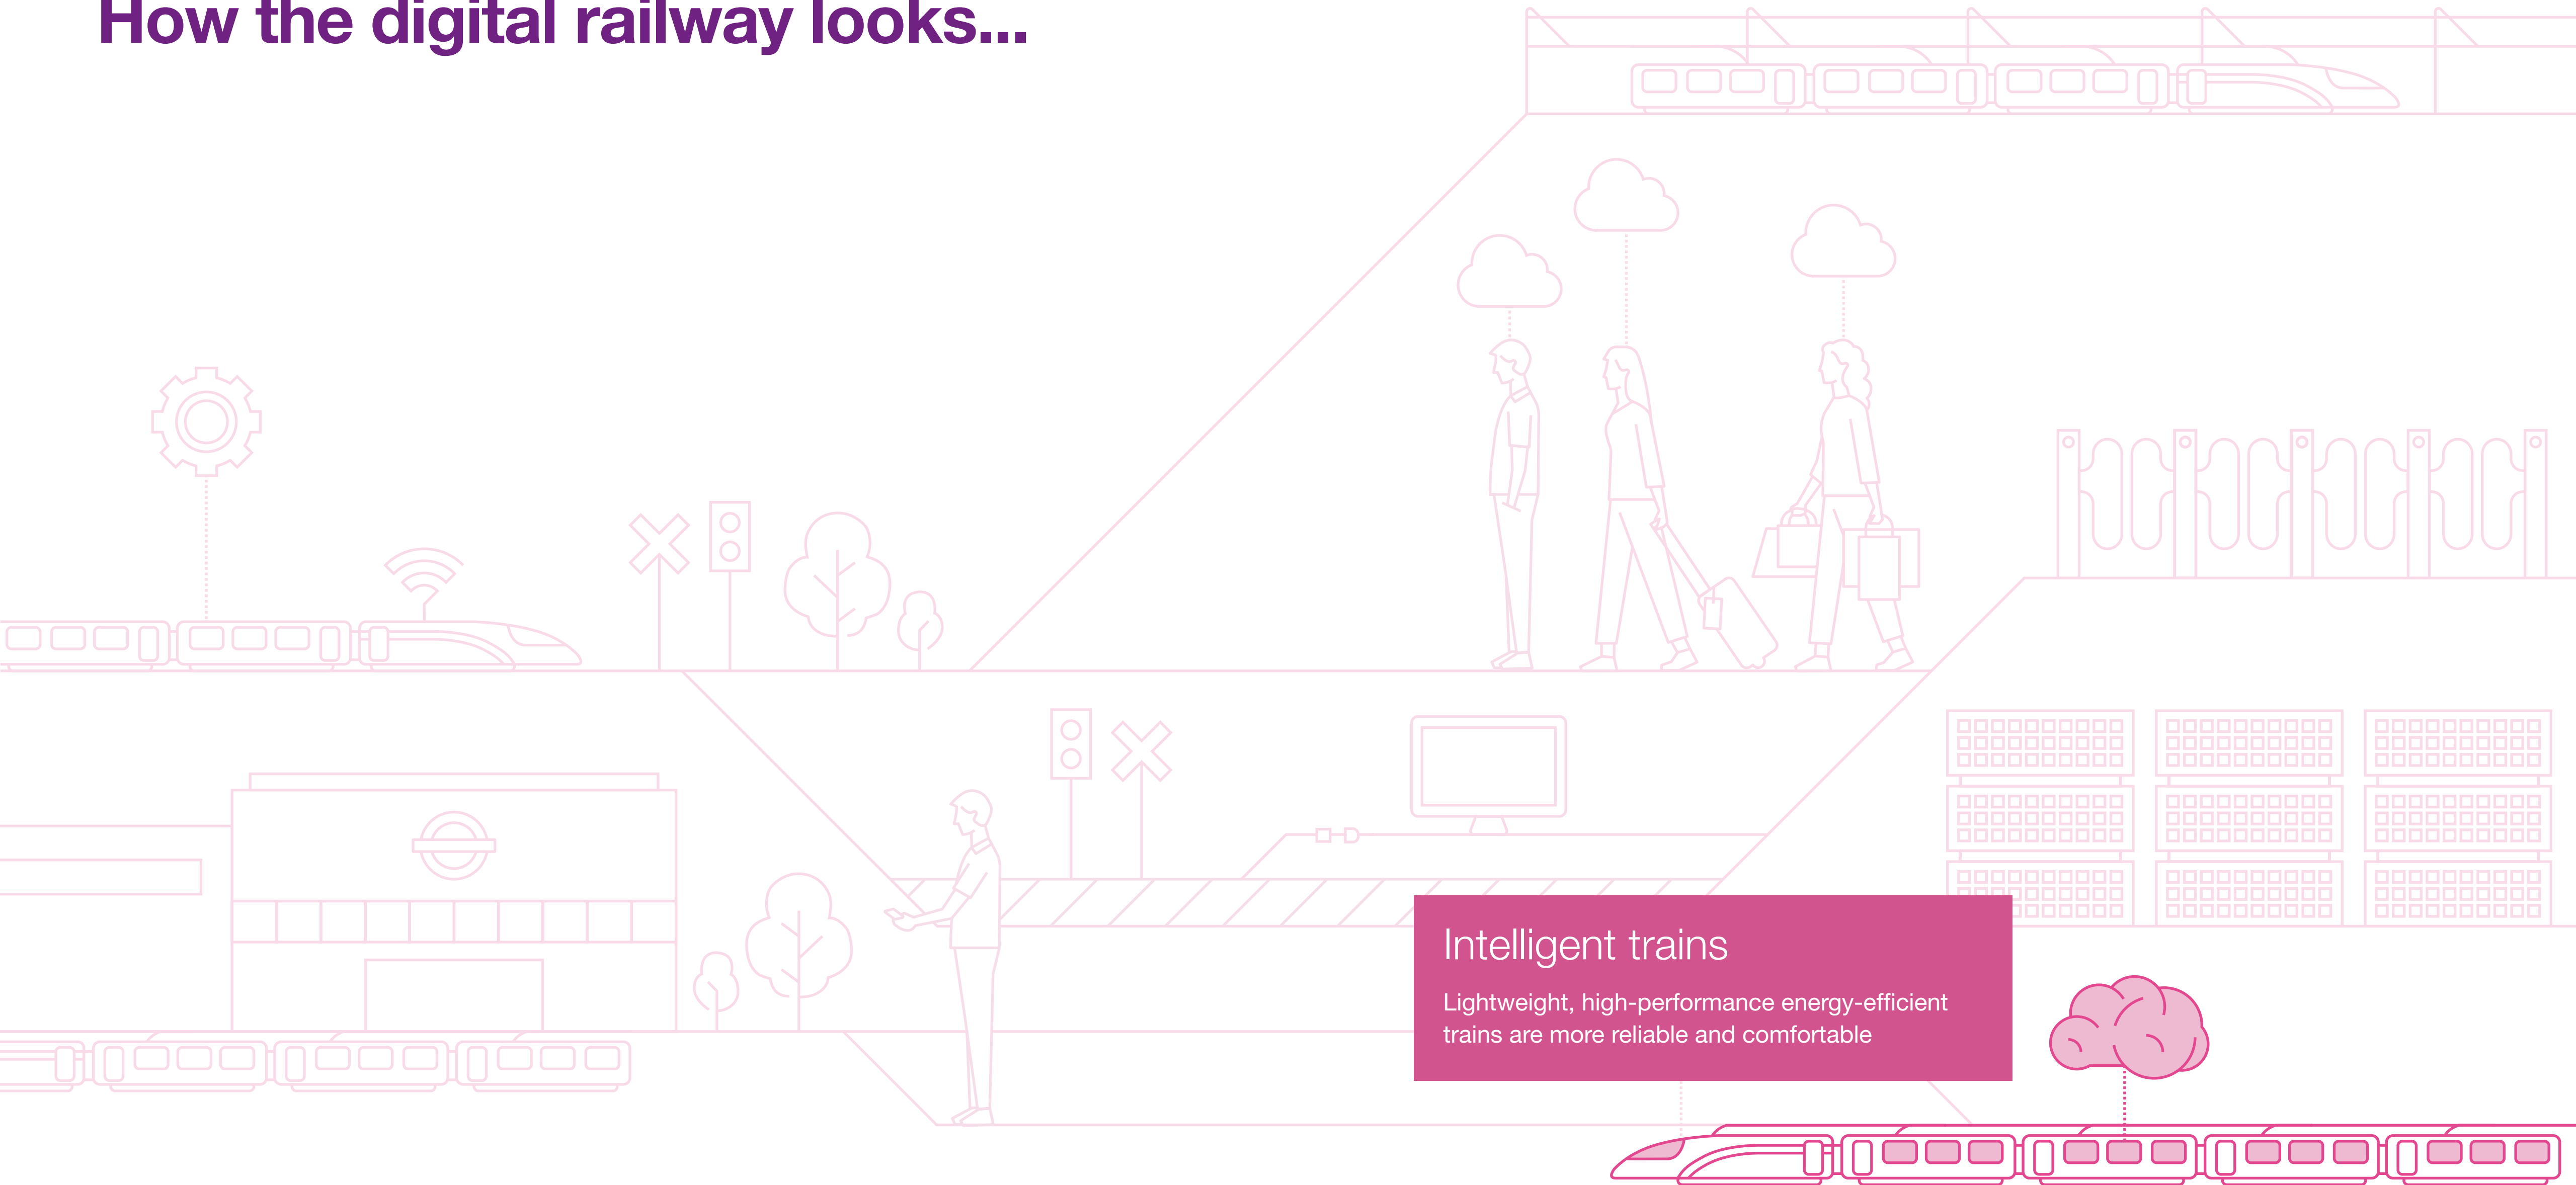 How the digital railway looks...
Intelligent trains
Lightweight, high-performance energy-efficient
trains are more reliable and comfortable